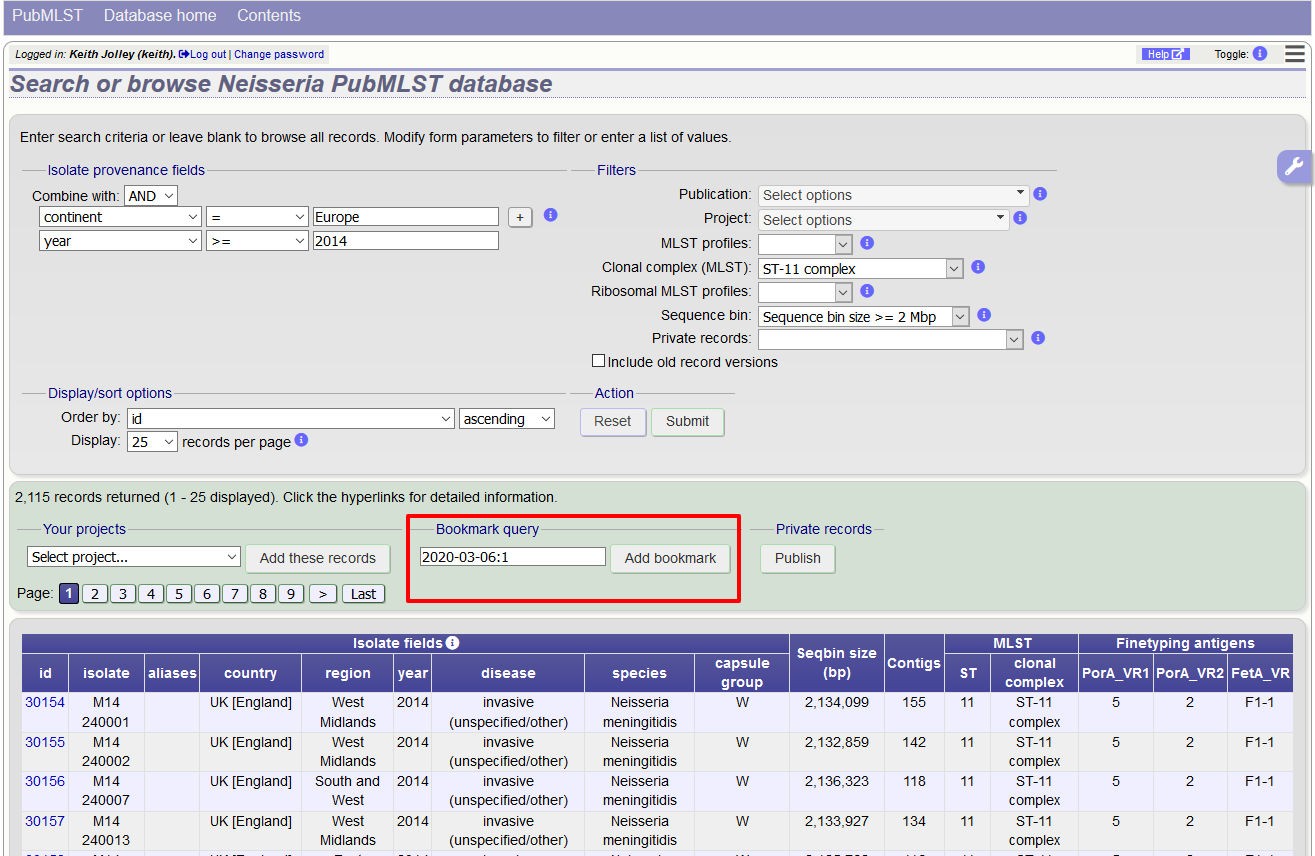 PubMLST Database home Contents
Logged in: Keith Jolley (keith). Log out | Change password Help Toggle: i
Search or browse Neisseria PubMLST database
Enter search criteria or leave blank to browse all records. Modify form parameters to filter or enter a list of values.
Isolate provenance fields Filters
Combine with: AND Publication: Select options
continent = Europe + Project: Select options
year >= 2014 MLST profiles:
Clonal complex (MLST): ST-11 complex
Ribosomal MLST profiles:
Sequence bin: Sequence bin size >= 2 Mbp
Private records:
Include old record versions
Display/sort options Action
Order by: id ascending Reset Submit
Display: 25 records per page
2,115 records returned (1 - 25 displayed). Click the hyperlinks for detailed information.
Your projects Bookmark query Private records
Select project... Add these records 2020-03-06:1 Add bookmark Publish
Page: 1 2 3 4 5 6 7 8 9 > Last
Isolate fields Seqbin size (bp) Contigs MLST Finetyping antigens
id isolate aliases country region year disease species capsule group ST clonal complex PorA_VR1 PorA_VR2 FetA_VR
30154 M14 240001 UK [England] West Midlands 2014 invasive (unspecified/other) Neisseria meningitidis W 2,134,099 155 11 ST-11 complex 5 2 F1-1
30155 M14 240002 UK [England] West Midlands 2014 invasive (unspecified/other) Neisseria meningitidis W 2,132,859 142 11 ST-11 complex 5 2 F1-1
30156 M14 240007 UK [England] South and West 2014 invasive (unspecified/other) Neisseria meningitidis W 2,136,323 118 11 ST-11 complex 5 2 F1-1
30157 M14 240013 UK [England] West Midlands 2014 invasive (unspecified/other) Neisseria meningitidis W 2,133,927 134 11 ST-11 complex 5 2 F1-1